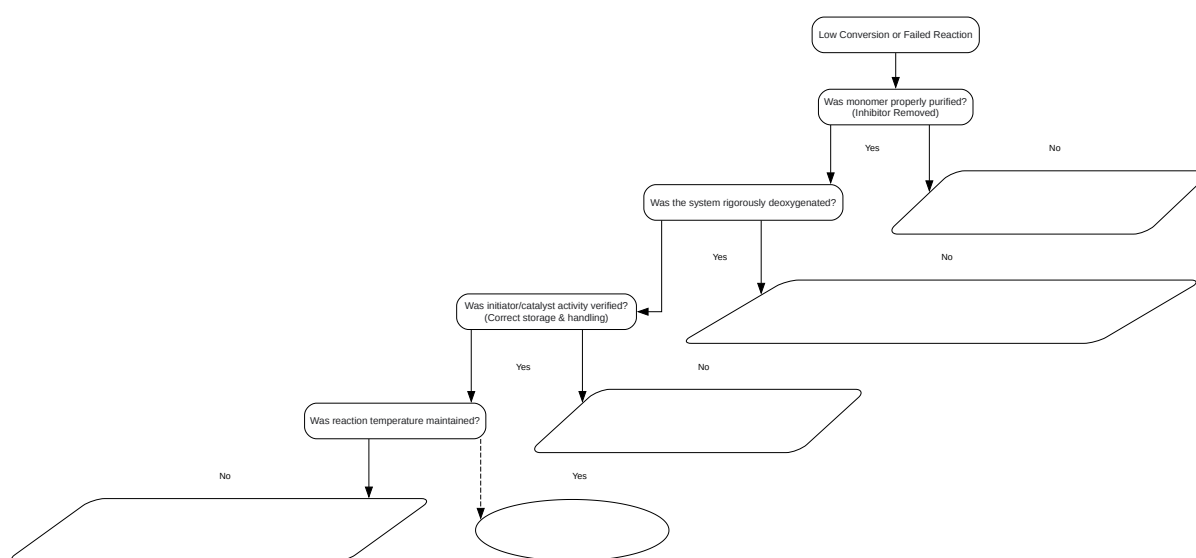 Low Conversion or Failed Reaction
Was monomer properly purified?
(Inhibitor Removed)
Yes
No
Was the system rigorously deoxygenated?
Yes
No
Was initiator/catalyst activity verified?
(Correct storage & handling)
Yes
No
Was reaction temperature maintained?
No
Yes